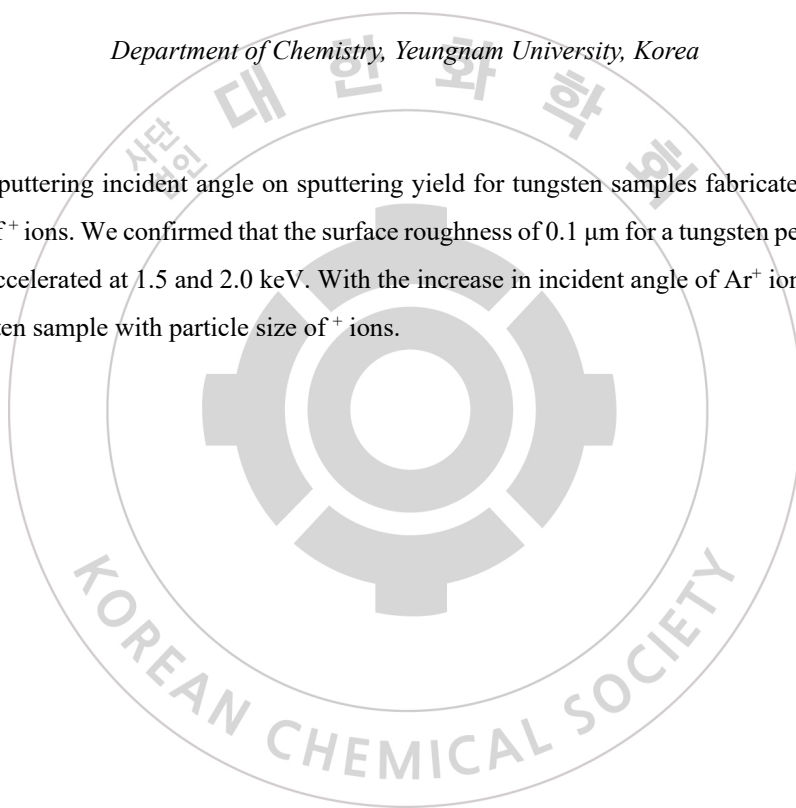 Department of Chemistry, Yeungnam University, Korea
사단법인 대한화학회
puttering incident angle on sputtering yield for tungsten samples fabricate
f ⁺ ions. We confirmed that the surface roughness of 0.1 μm for a tungsten pe
ccelerated at 1.5 and 2.0 keV. With the increase in incident angle of Ar⁺ ion
en sample with particle size of ⁺ ions.
KOREAN CHEMICAL SOCIETY